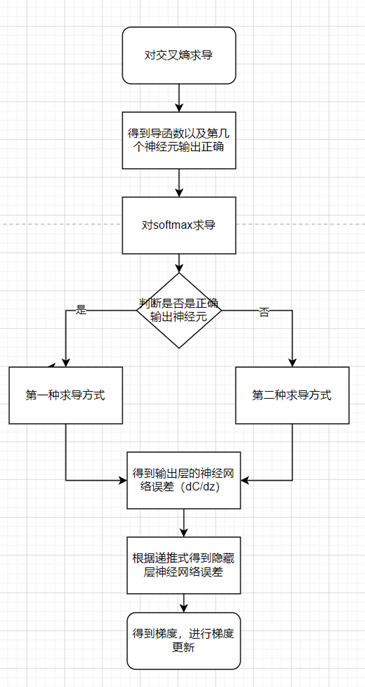 对交叉熵求导
得到导函数以及第几
个神经元输出正确
对softmax求导
判断是否是正确
输出神经元
是
否
第一种求导方式
第二种求导方式
得到输出层的神经网
络误差（dC/dz）
根据递推式得到隐藏
层神经网络误差
得到梯度，进行梯度
更新